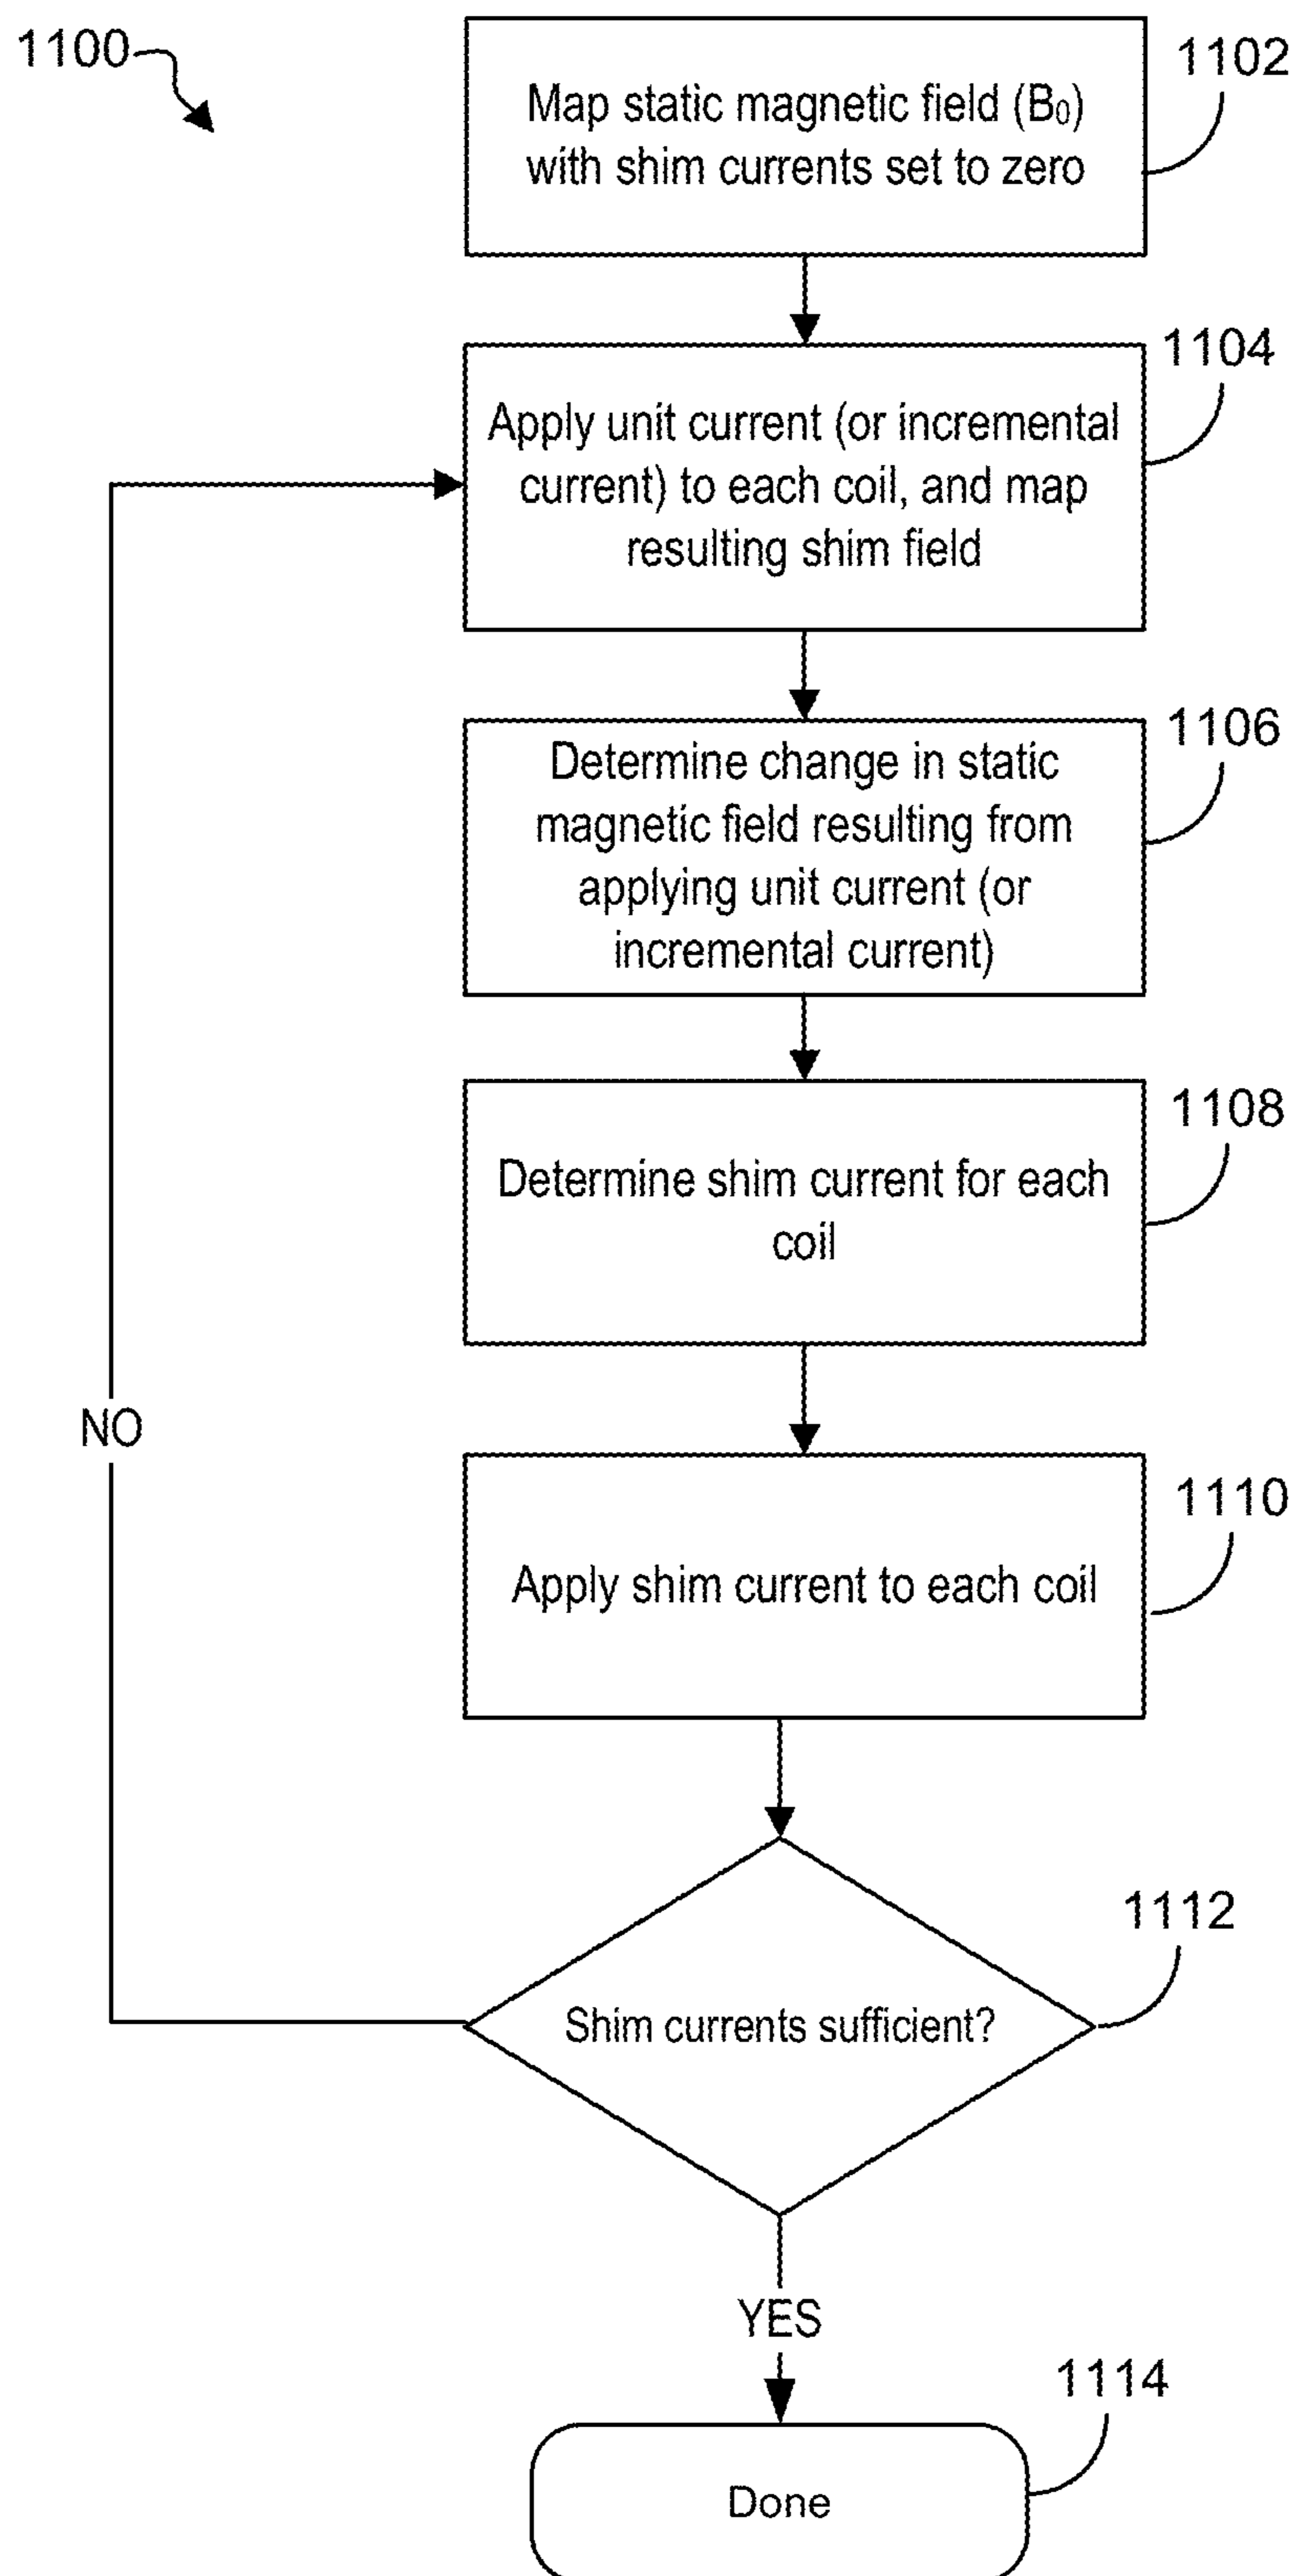 1100
1102
Map static magnetic field (B₀)
with shim currents set to zero
1104
Apply unit current (or incremental
current) to each coil, and map
resulting shim field
1106
Determine change in static
magnetic field resulting from
applying unit current (or
incremental current)
1108
Determine shim current for each
coil
NO
1110
Apply shim current to each coil
1112
Shim currents sufficient?
YES
1114
Done